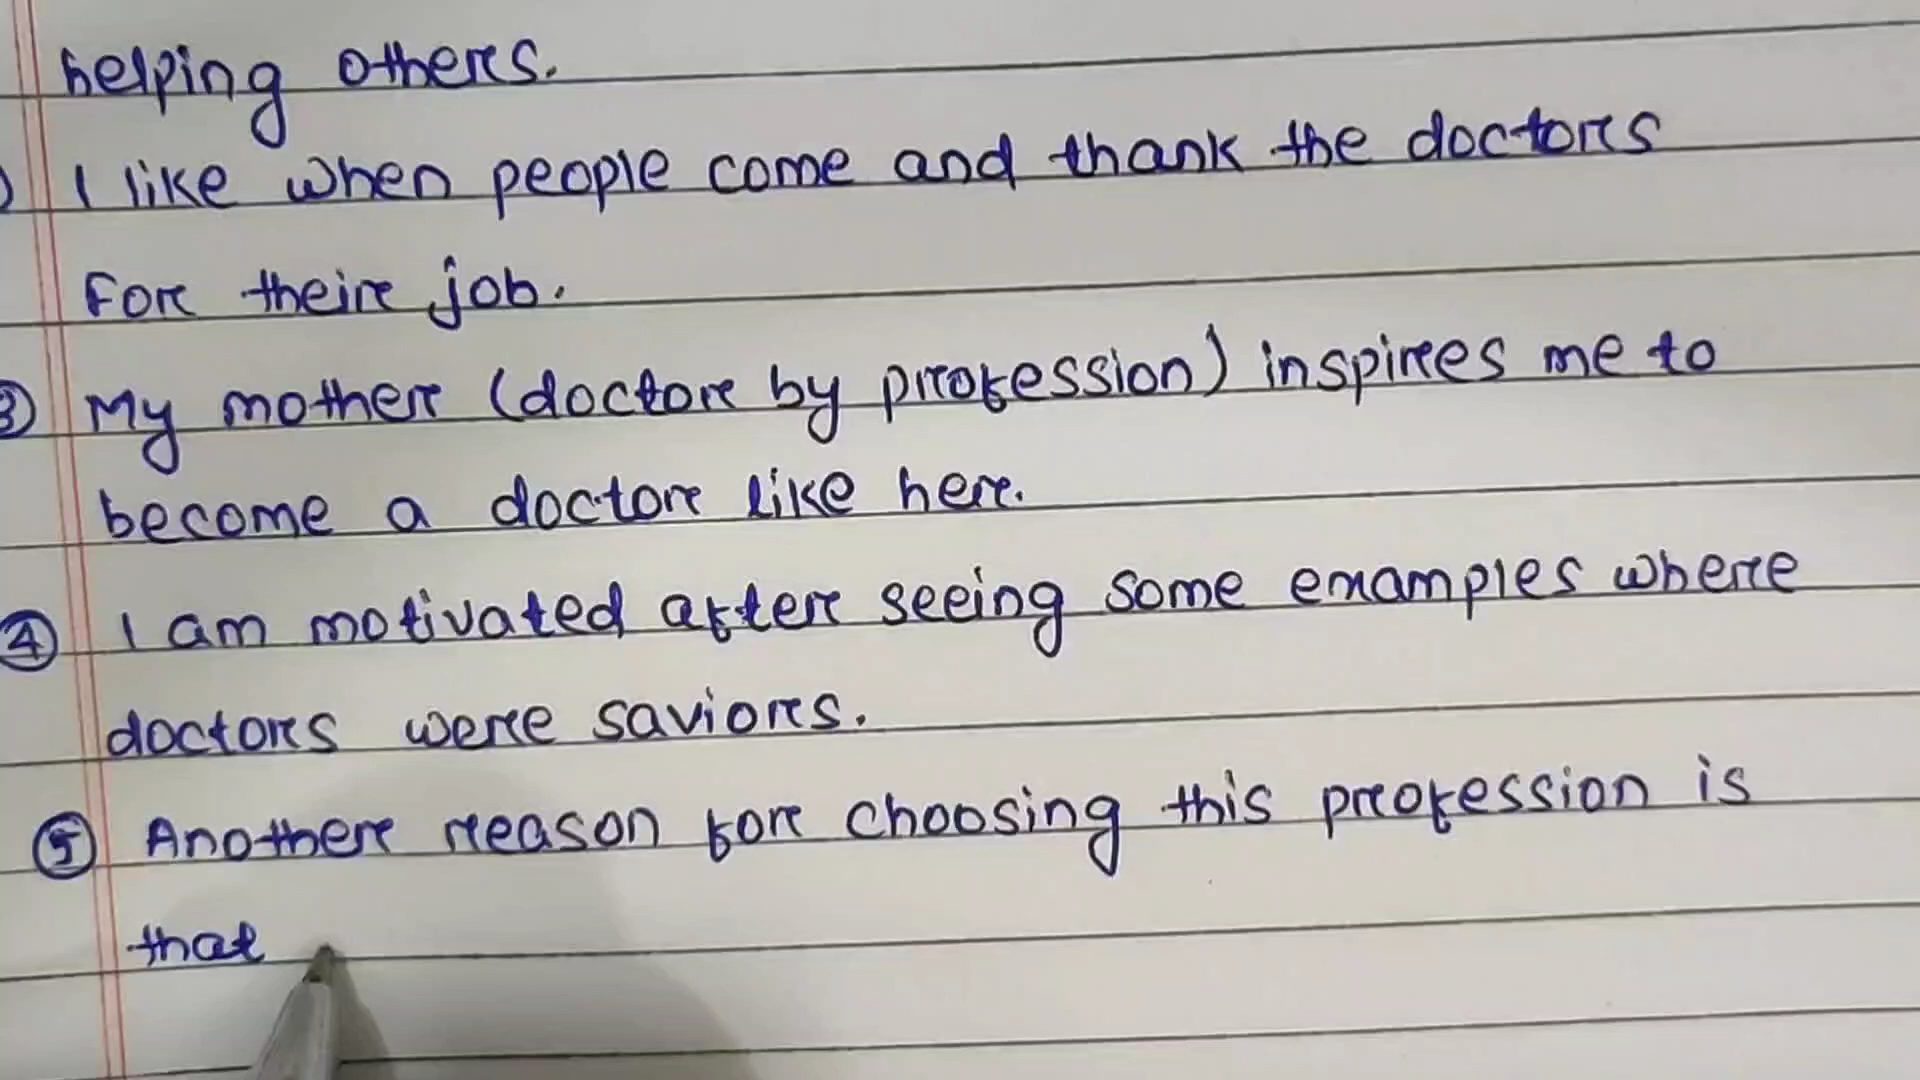 helping others.
I like when people come and thank the doctors
for their job.
③ My mother (doctor by profession) inspires me to
become a doctor like her.
④ I am motivated after seeing some examples where
doctors were saviors.
⑤ Another reason for choosing this profession is
that